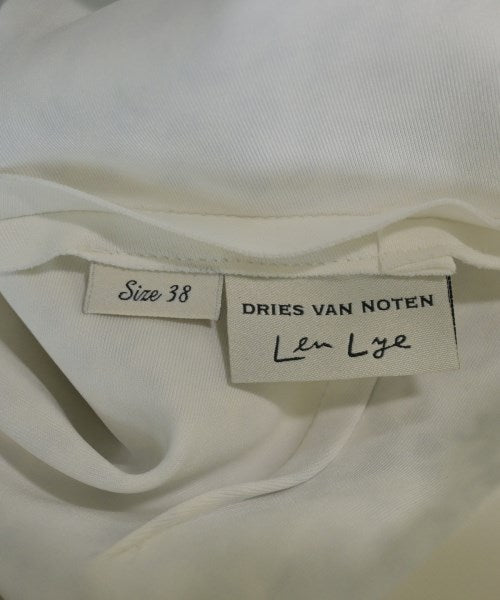 Size 38
DRIES VAN NOTEN
Len Lye